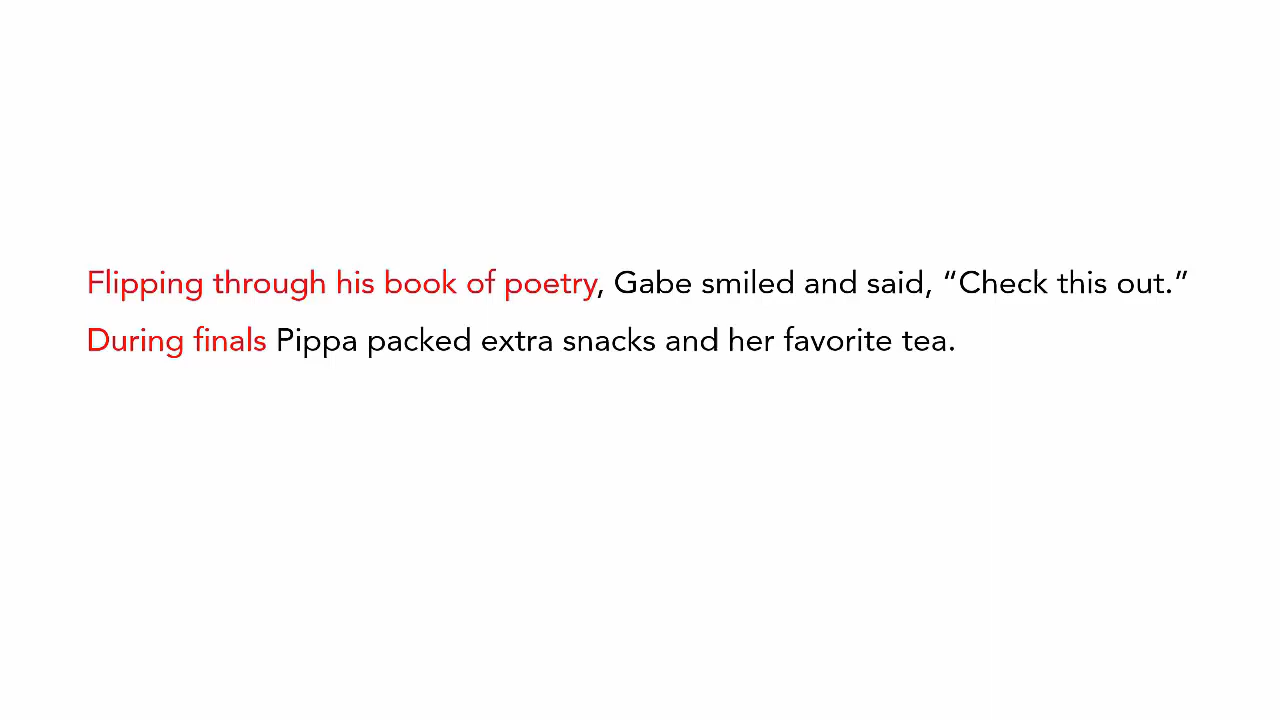 Flipping through his book of poetry, Gabe smiled and said, “Check this out.”
During finals Pippa packed extra snacks and her favorite tea.